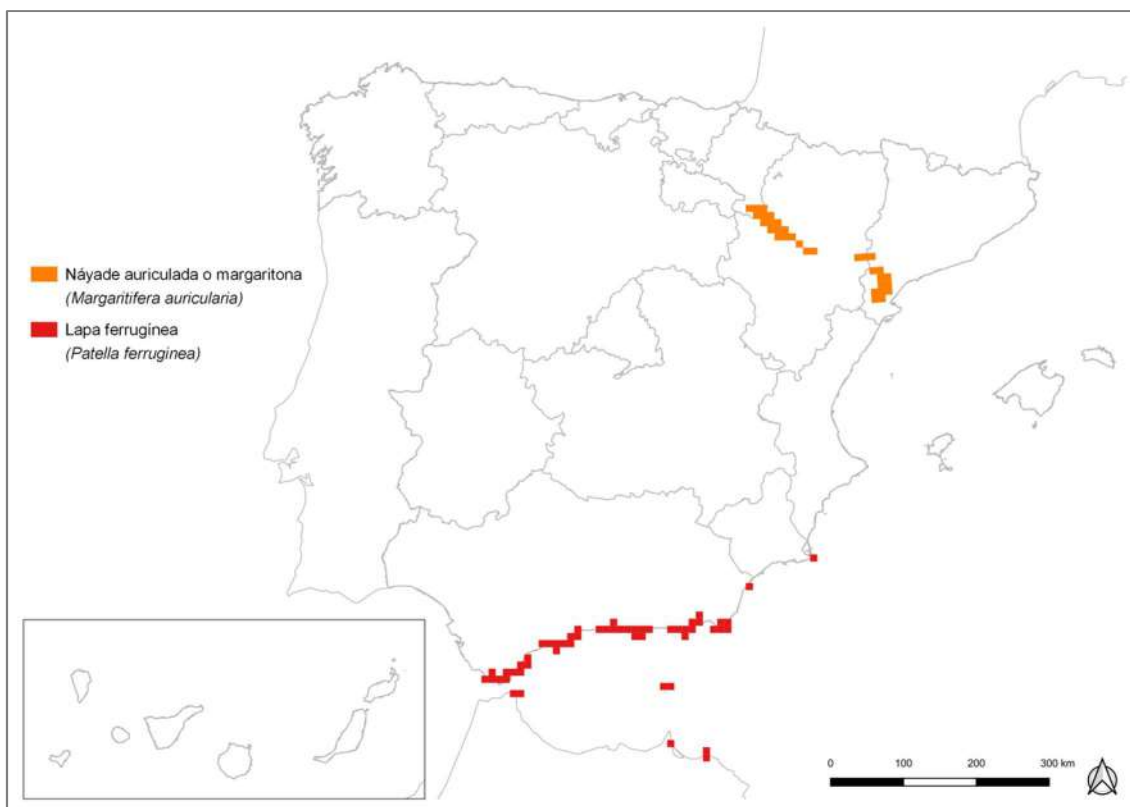 Náyade auriculada o margaritona
(Margaritifera auricularia)
Lapa ferrugínea
(Patella ferruginea)
0 100 200 300 km